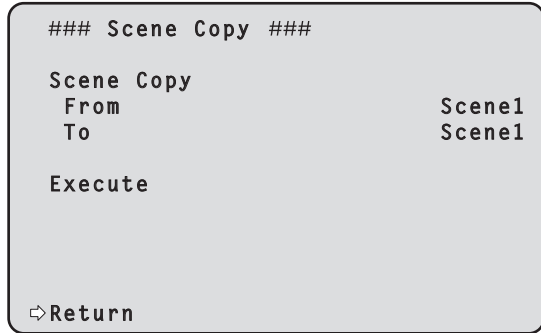 ### Scene Copy ###
Scene Copy
From Scene1
To Scene1
Execute
⇨Return